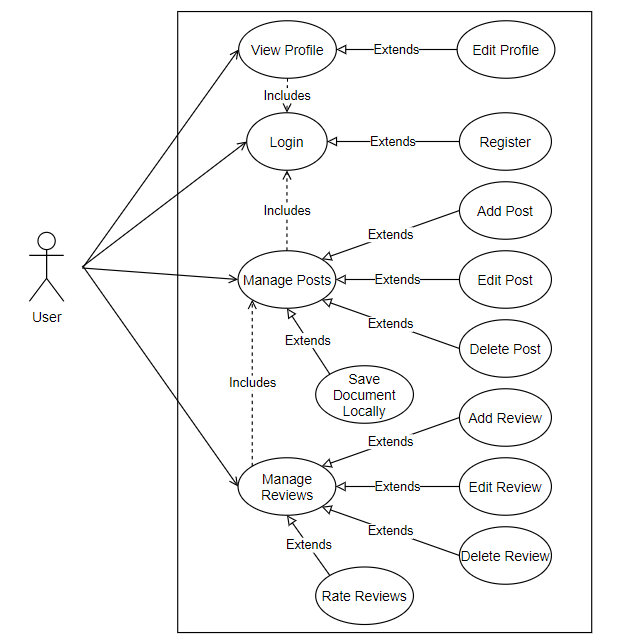 View Profile
Extends
Edit Profile
Includes
Login
Extends
Register
Includes
Add Post
Extends
Manage Posts
Extends
Edit Post
User
Extends
Delete Post
Extends
Save
Document
Locally
Includes
Add Review
Extends
Manage
Reviews
Extends
Edit Review
Extends
Delete Review
Extends
Rate Reviews